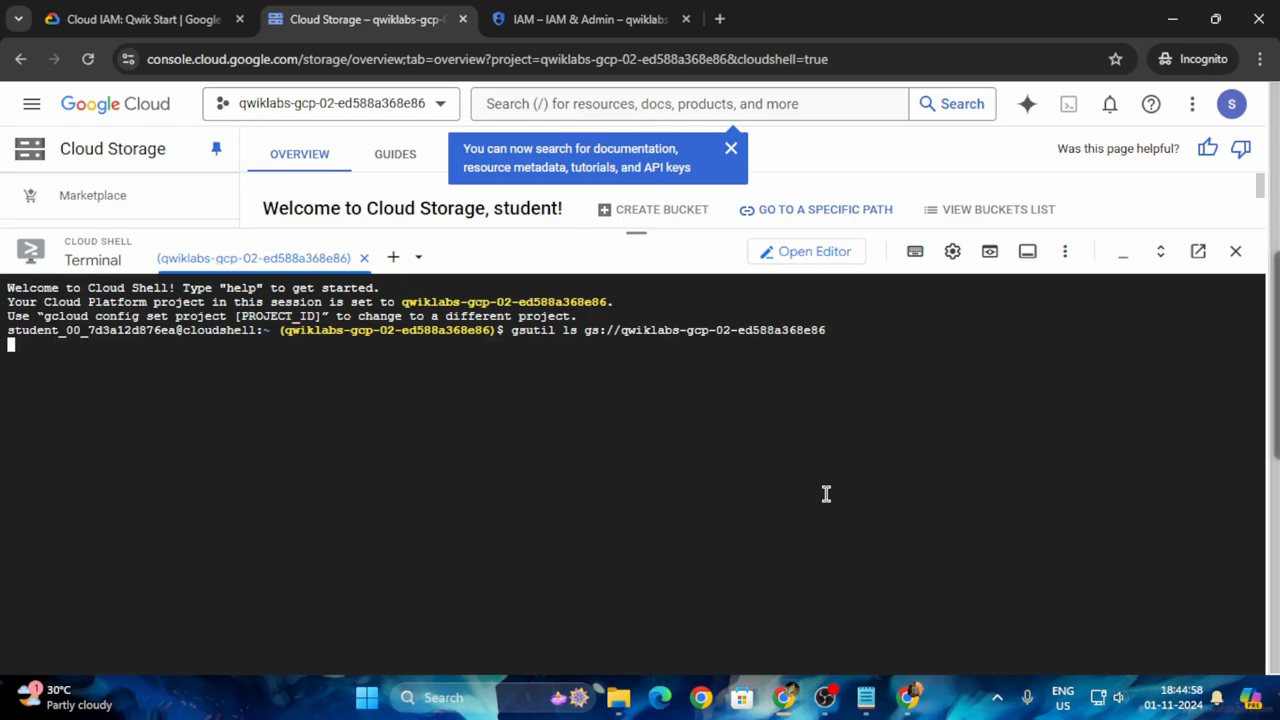 Cloud IAM: Qwik Start | Google
Cloud Storage – qwiklabs-gcp-
IAM – IAM & Admin – qwiklabs
console.cloud.google.com/storage/overview;tab=overview?project=qwiklabs-gcp-02-ed588a368e86&cloudshell=true
Incognito
Google Cloud
qwiklabs-gcp-02-ed588a368e86
Search (/) for resources, docs, products, and more
Search
S
Cloud Storage
OVERVIEW
GUIDES
You can now search for documentation,
resource metadata, tutorials, and API keys
Was this page helpful?
Marketplace
Welcome to Cloud Storage, student!
CREATE BUCKET
GO TO A SPECIFIC PATH
VIEW BUCKETS LIST
CLOUD SHELL
Terminal
(qwiklabs-gcp-02-ed588a368e86)
Open Editor
Welcome to Cloud Shell! Type "help" to get started.
Your Cloud Platform project in this session is set to qwiklabs-gcp-02-ed588a368e86.
Use “gcloud config set project [PROJECT_ID]” to change to a different project.
student_00_7d3a12d876ea@cloudshell:~ (qwiklabs-gcp-02-ed588a368e86)$ gsutil ls gs://qwiklabs-gcp-02-ed588a368e86
1
30°C
Partly cloudy
Search
ENG
US
18:44:58
01-11-2024